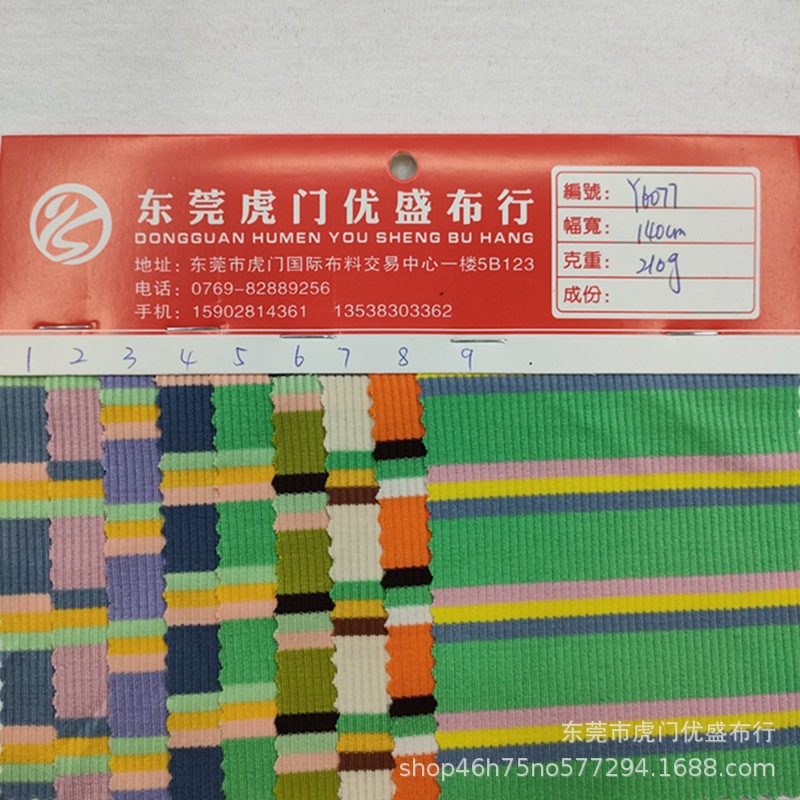 东莞虎门优盛布行
DONGGUAN HUMEN YOU SHENG BU HANG
地址：东莞市虎门国际布料交易中心一楼5B123
电话：0769-82889256
手机：15902814361 13538303362
編號：Y6077
幅寬：140cm
克重：210g
成份：
1 2 3 4 5 6 7 8 9
东莞市虎门优盛布行
shop46h75no577294.1688.com